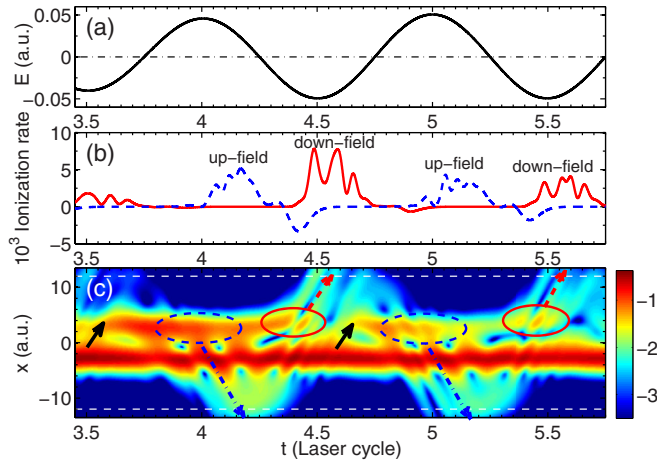 (a)
E (a.u.)
0.05
0
-0.05
3.5 4 4.5 5 5.5
(b)
10³ Ionization rate
10
5
0
-5
up-field
down-field
up-field
down-field
3.5 4 4.5 5 5.5
(c)
x (a.u.)
10
0
-10
3.5 4 4.5 5 5.5
t (Laser cycle)
-1
-2
-3